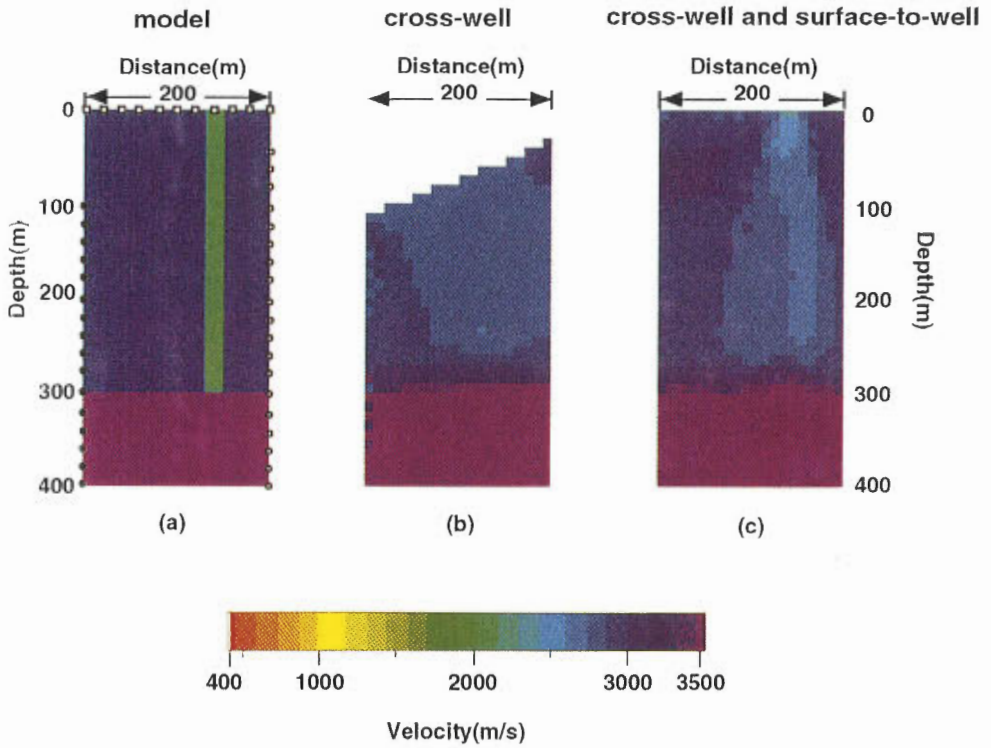 model
cross-well
cross-well and surface-to-well
Distance(m)
Distance(m)
Distance(m)
200
200
200
0
100
200
300
400
Depth(m)
0
100
200
300
400
Depth(m)
(a)
(b)
(c)
400
1000
2000
3000
3500
Velocity(m/s)